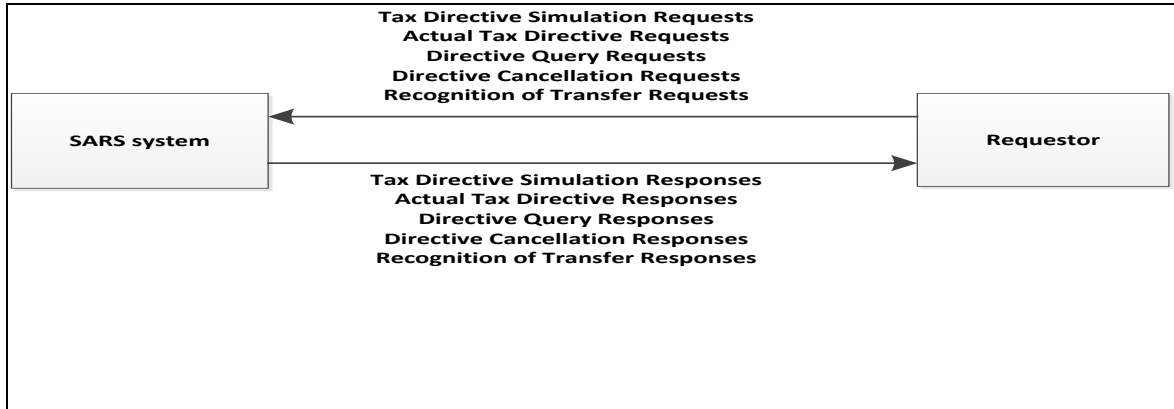 Tax Directive Simulation Requests
Actual Tax Directive Requests
Directive Query Requests
Directive Cancellation Requests
Recognition of Transfer Requests
SARS system
Requestor
Tax Directive Simulation Responses
Actual Tax Directive Responses
Directive Query Responses
Directive Cancellation Responses
Recognition of Transfer Responses